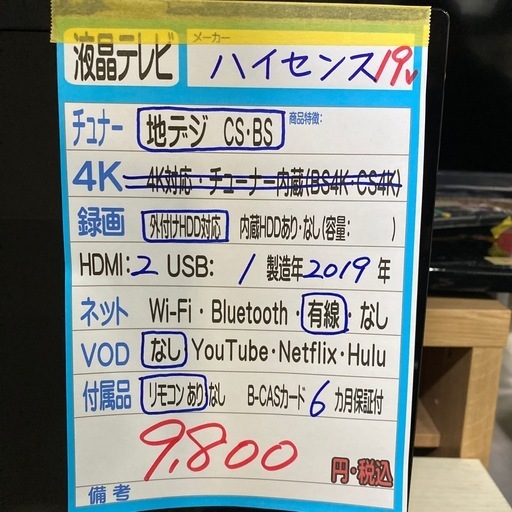 液晶テレビ メーカー ハイセンス 19v
チュナー 地デジ CS・BS 商品特徴:
4K 4K対応・チューナー内蔵(BS4K・CS4K)
録画 外付けHDD対応 内蔵HDDあり・なし(容量: )
HDMI:2 USB: 1 製造年2019年
ネット Wi-Fi・Bluetooth・有線・なし
VOD なし YouTube・Netflix・Hulu
付属品 リモコンあり なし B-CASカード 6カ月保証付
9,800 円・税込
備考